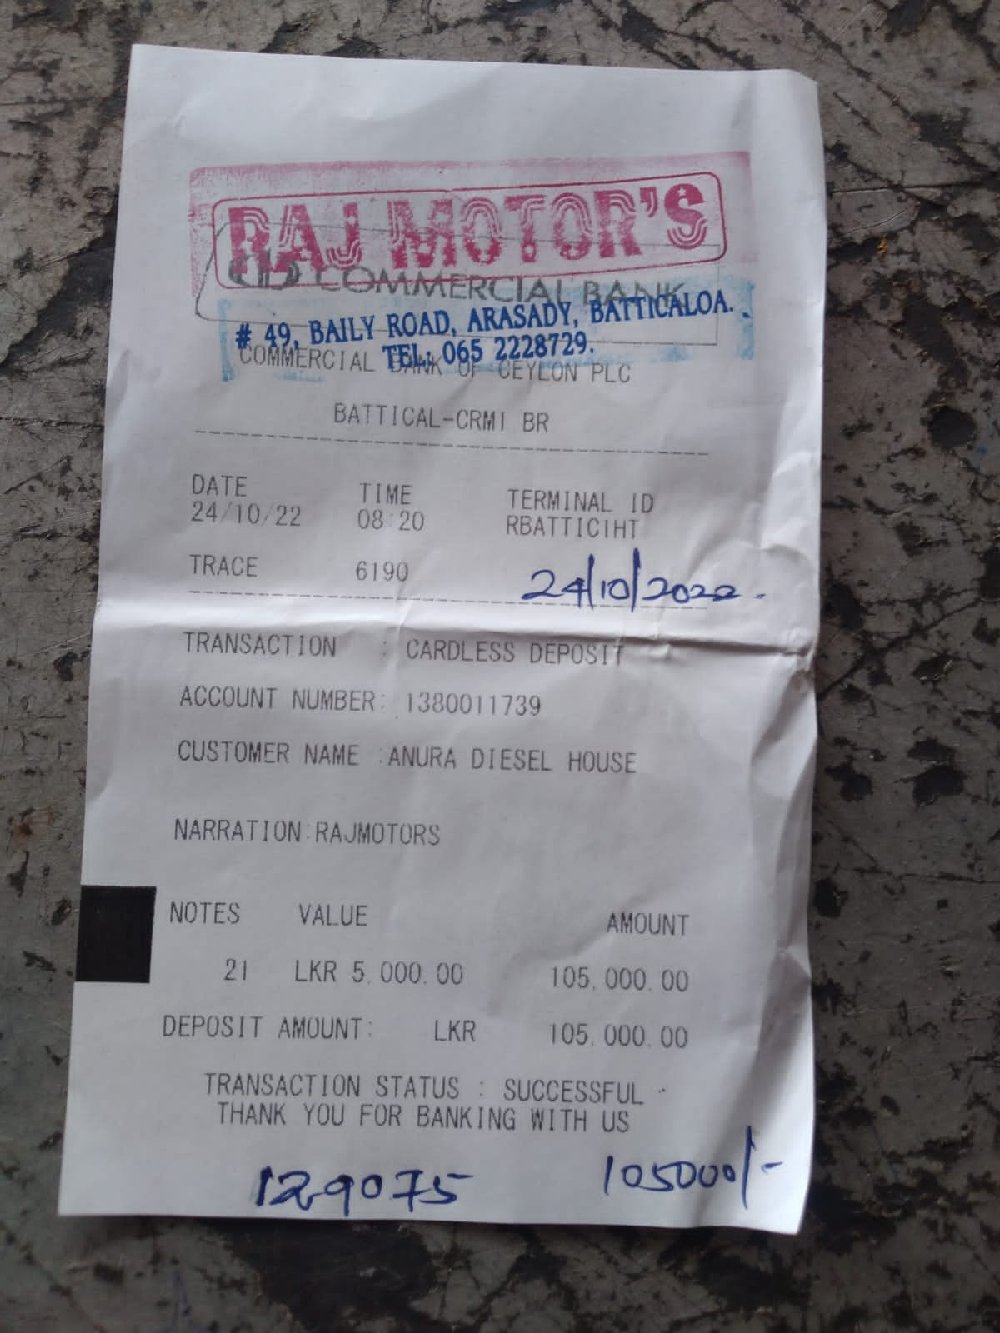 RAJ MOTOR'S
COMMERCIAL BANK
# 49, BAILY ROAD, ARASADY, BATTICALOA.
TEL: 065 2228729.
COMMERCIAL BANK OF CEYLON PLC
BATTICAL-CRM1 BR
DATE TIME TERMINAL ID
24/10/22 08:20 RBATTIC1HT
TRACE 6190
24/10/2022.
TRANSACTION : CARDLESS DEPOSIT
ACCOUNT NUMBER: 1380011739
CUSTOMER NAME :ANURA DIESEL HOUSE
NARRATION:RAJMOTORS
NOTES VALUE AMOUNT
21 LKR 5,000.00 105,000.00
DEPOSIT AMOUNT: LKR 105,000.00
TRANSACTION STATUS : SUCCESSFUL
THANK YOU FOR BANKING WITH US
129075 105000/-